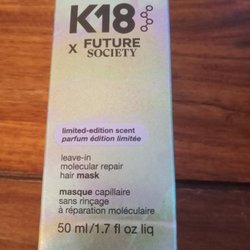 K18
x FUTURE
SOCIETY
limited-edition scent
parfum édition limitée
leave-in
molecular repair
hair mask
masque capillaire
sans rinçage
à réparation moléculaire
50 ml/1.7 fl oz liq